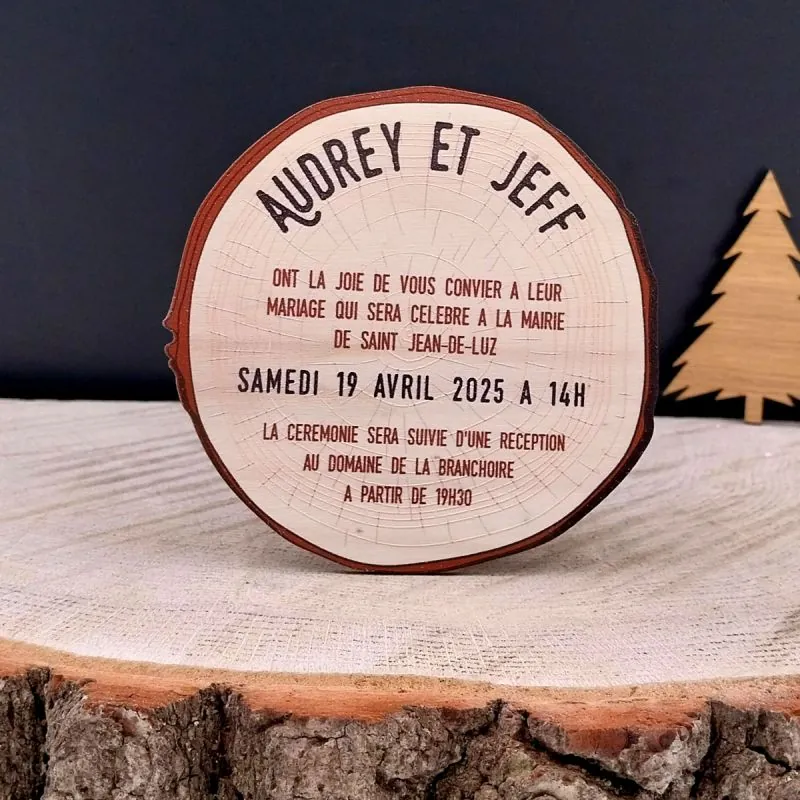 AUDREY ET JEFF
ONT LA JOIE DE VOUS CONVIER A LEUR
MARIAGE QUI SERA CELEBRE A LA MAIRIE
DE SAINT JEAN-DE-LUZ
SAMEDI 19 AVRIL 2025 A 14H
LA CEREMONIE SERA SUIVIE D'UNE RECEPTION
AU DOMAINE DE LA BRANCHOIRE
A PARTIR DE 19H30